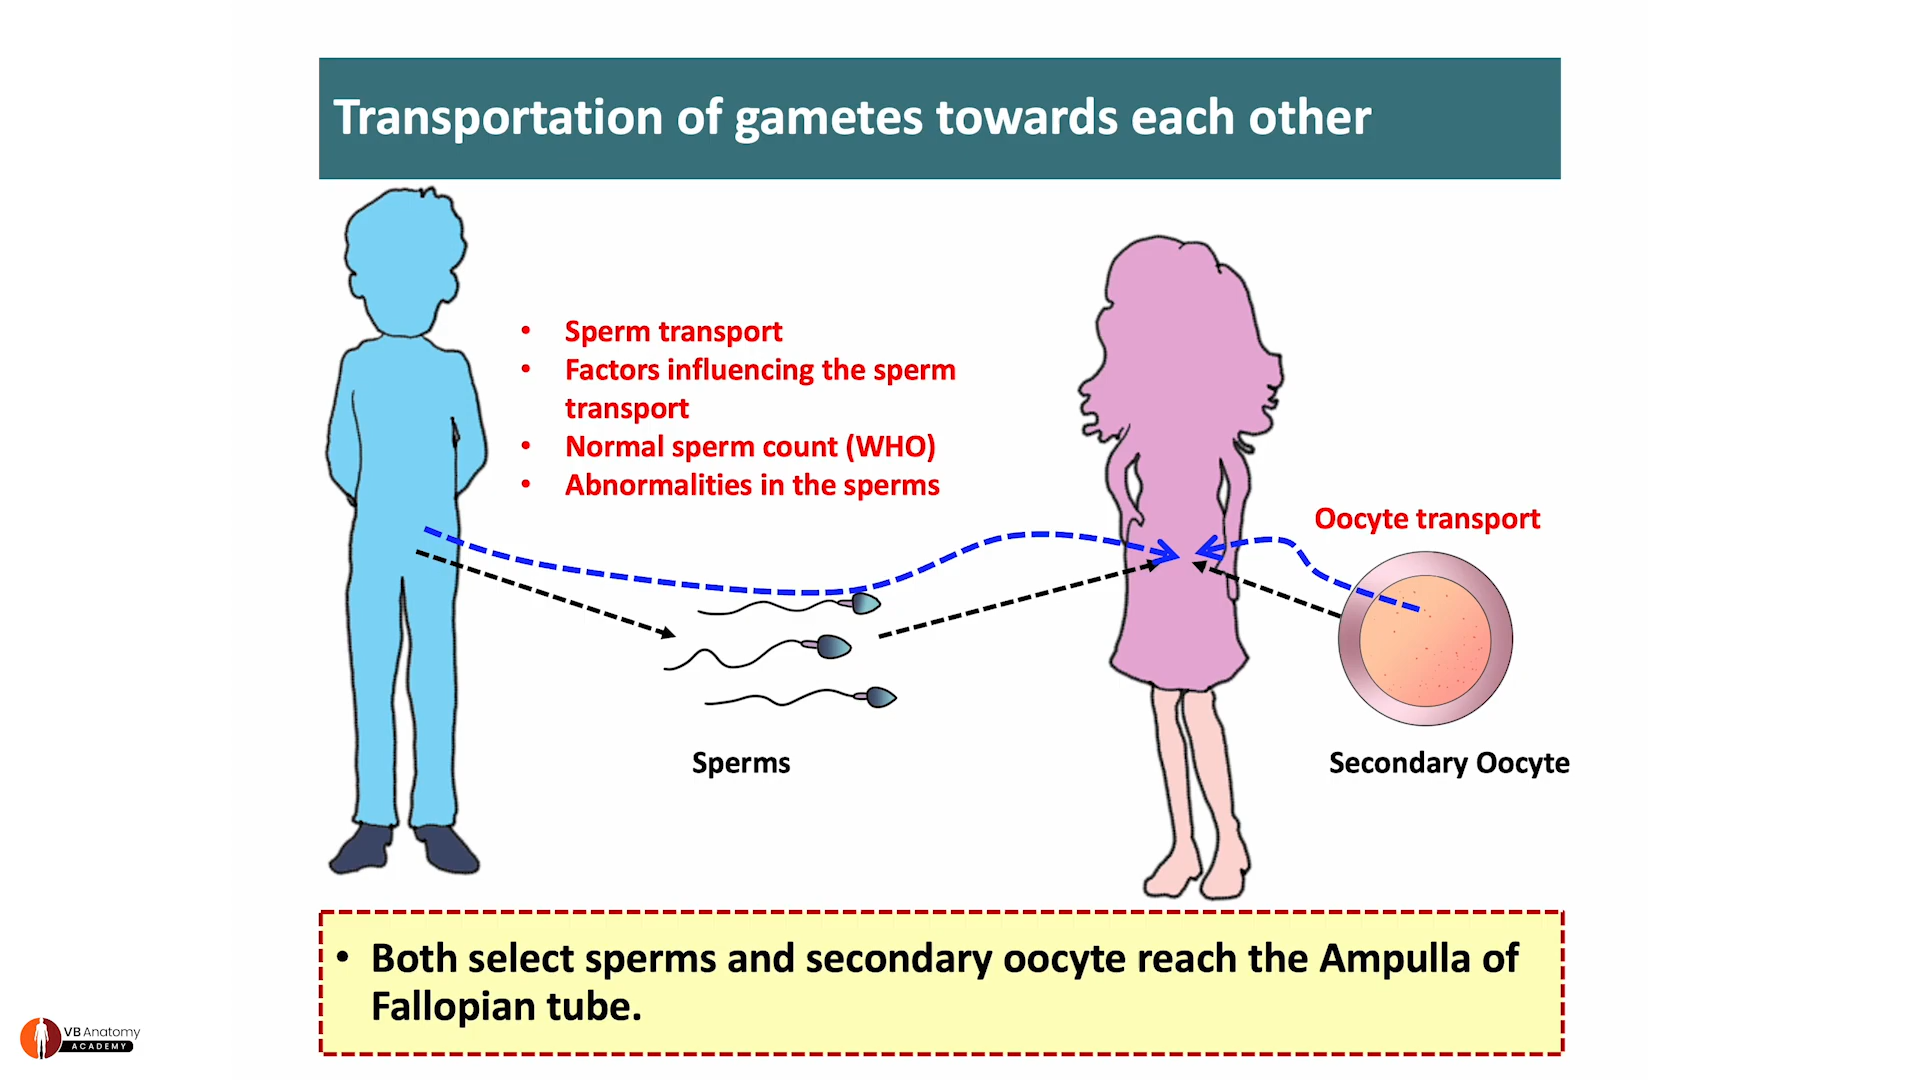 Transportation of gametes towards each other
• Sperm transport
• Factors influencing the sperm
transport
• Normal sperm count (WHO)
• Abnormalities in the sperms
Oocyte transport
Sperms
Secondary Oocyte
• Both select sperms and secondary oocyte reach the Ampulla of
Fallopian tube.
VB Anatomy
ACADEMY